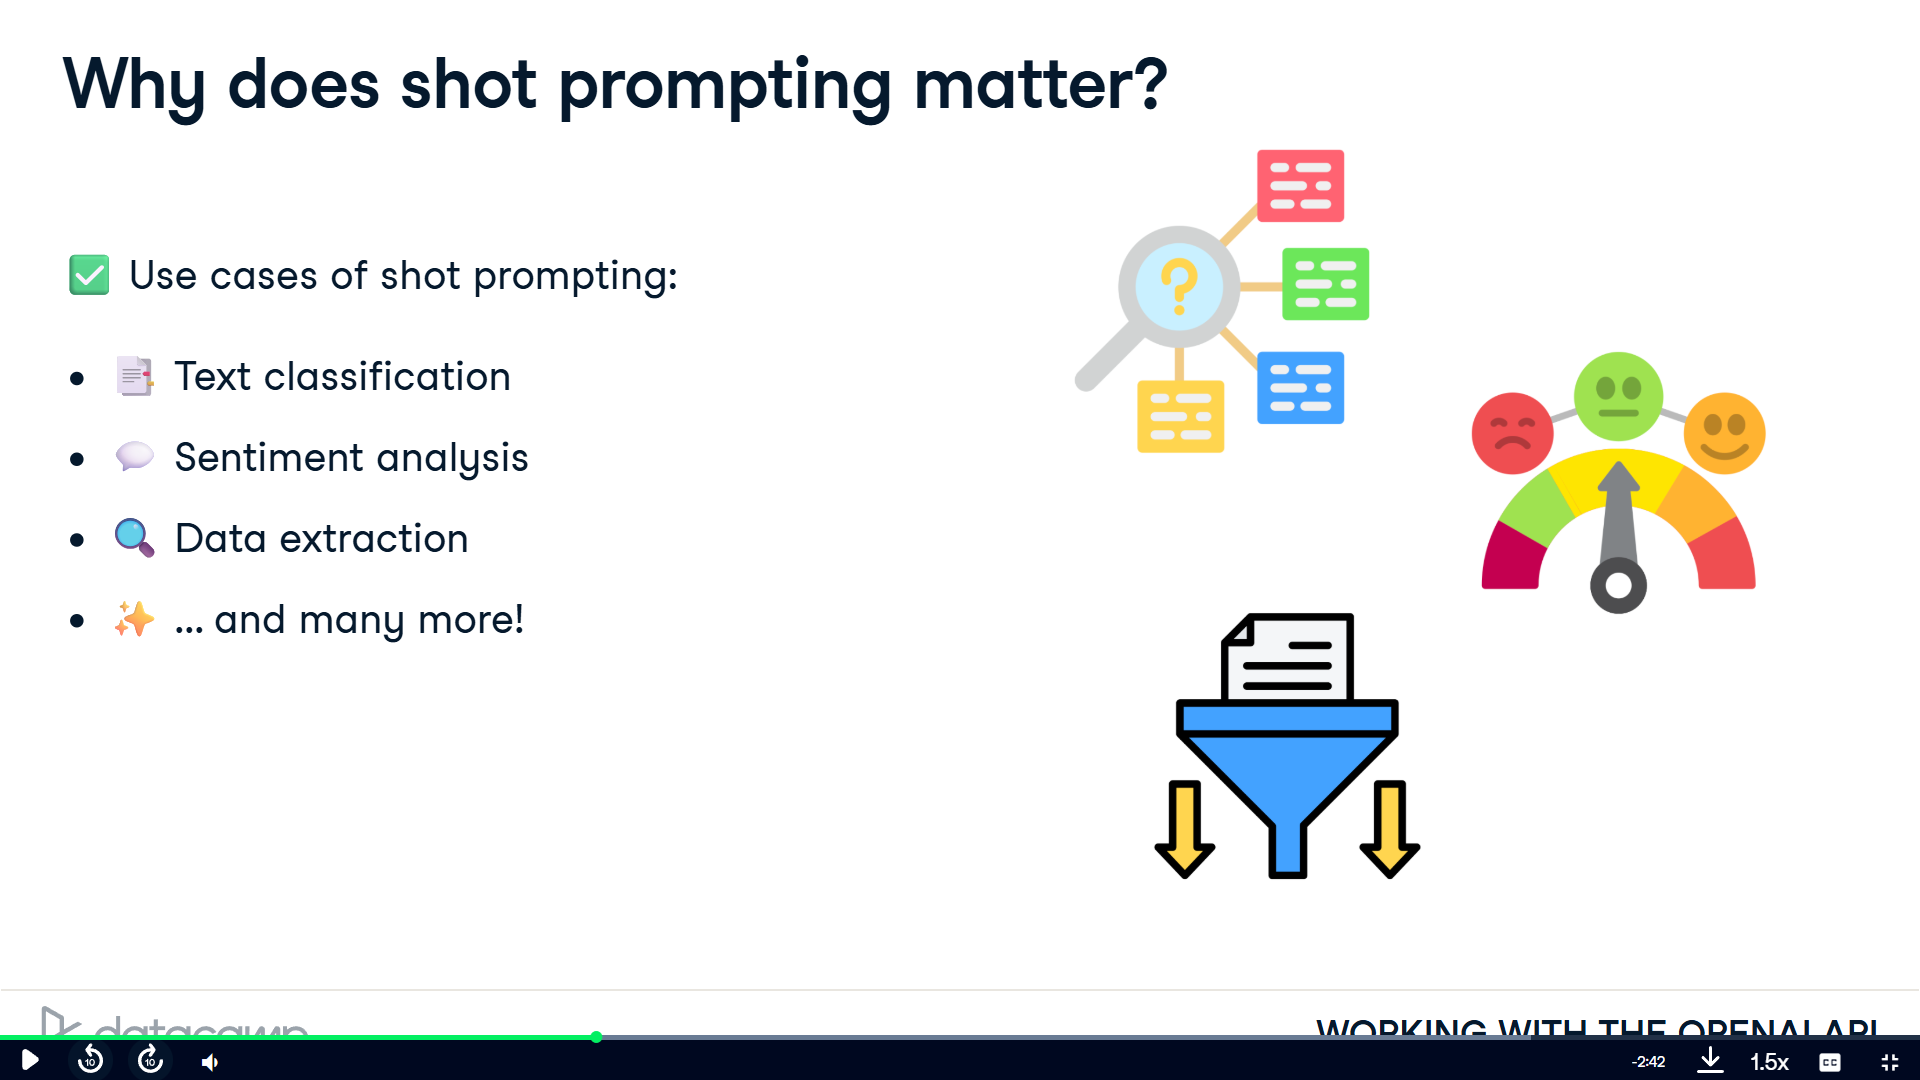 Why does shot prompting matter?
✅ Use cases of shot prompting:
• 📑 Text classification
• 💬 Sentiment analysis
• 🔍 Data extraction
• ✨ ... and many more!
datacamp
WORKING WITH THE OPENAI API
10
10
-2:42
1.5x
CC